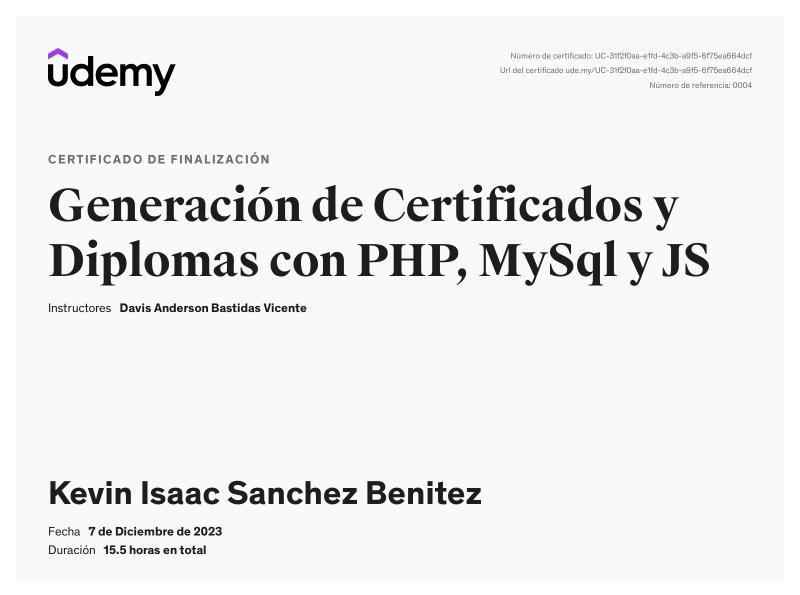 udemy
Número de certificado: UC-31f2f0aa-e1fd-4c3b-a9f5-6f75ea664dcf
Url del certificado ude.my/UC-31f2f0aa-e1fd-4c3b-a9f5-6f75ea664dcf
Número de referencia: 0004
CERTIFICADO DE FINALIZACIÓN
Generación de Certificados y
Diplomas con PHP, MySql y JS
Instructores Davis Anderson Bastidas Vicente
Kevin Isaac Sanchez Benitez
Fecha 7 de Diciembre de 2023
Duración 15.5 horas en total